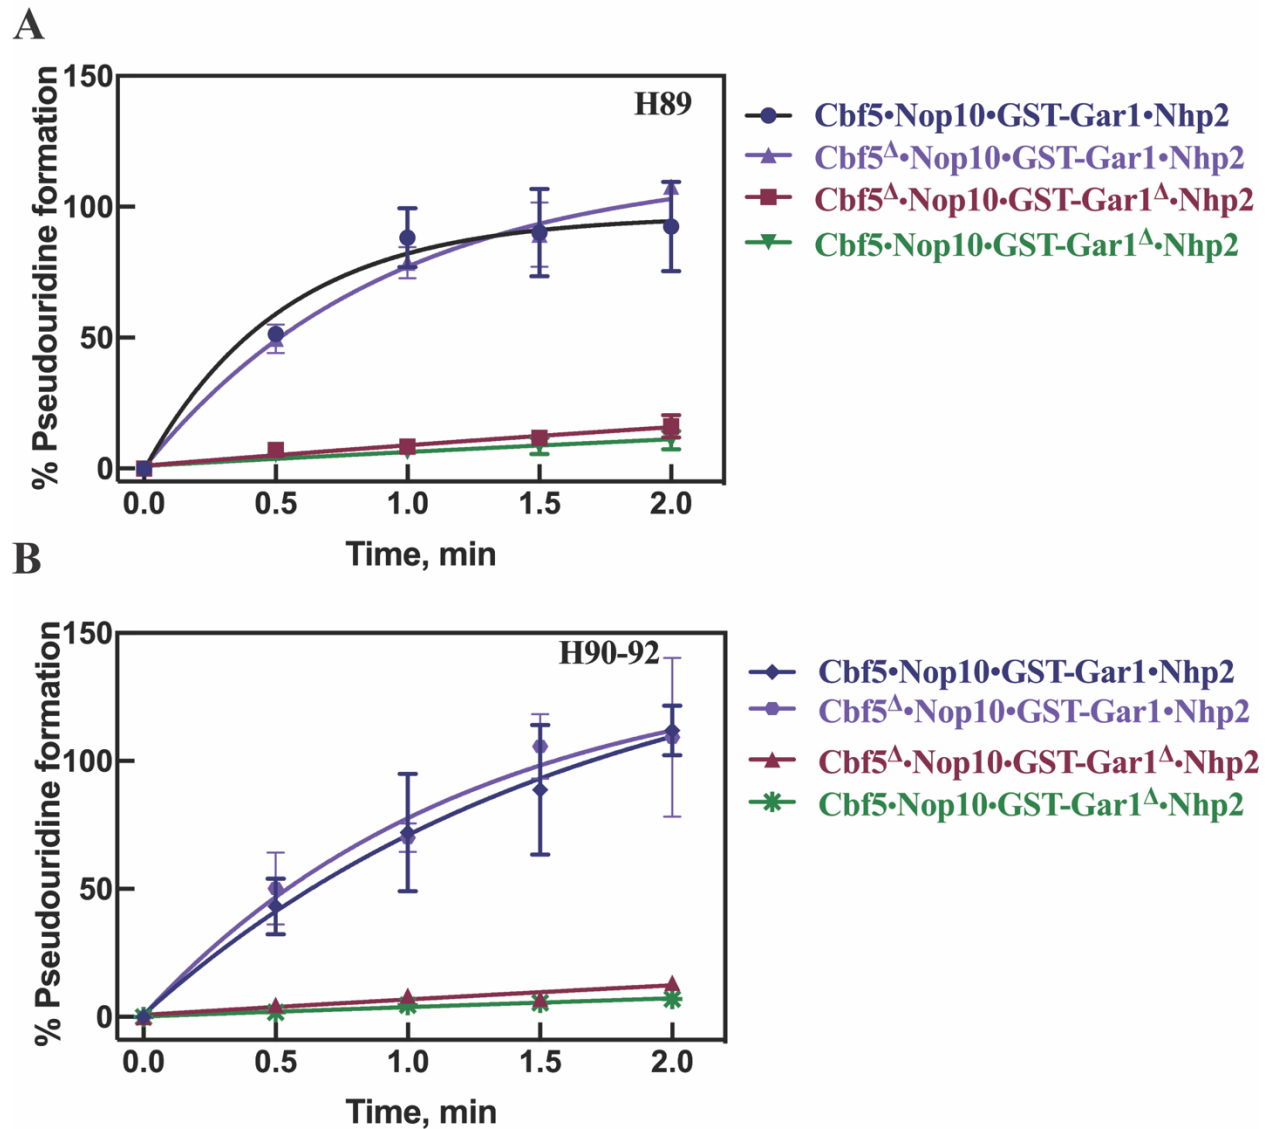 A
% Pseudouridine formation
150
100
50
0
H89
Cbf5•Nop10•GST-Gar1•Nhp2
Cbf5Δ•Nop10•GST-Gar1•Nhp2
Cbf5Δ•Nop10•GST-Gar1Δ•Nhp2
Cbf5•Nop10•GST-Gar1Δ•Nhp2
0.0 0.5 1.0 1.5 2.0
Time, min
B
% Pseudouridine formation
150
100
50
0
H90-92
Cbf5•Nop10•GST-Gar1•Nhp2
Cbf5Δ•Nop10•GST-Gar1•Nhp2
Cbf5Δ•Nop10•GST-Gar1Δ•Nhp2
Cbf5•Nop10•GST-Gar1Δ•Nhp2
0.0 0.5 1.0 1.5 2.0
Time, min